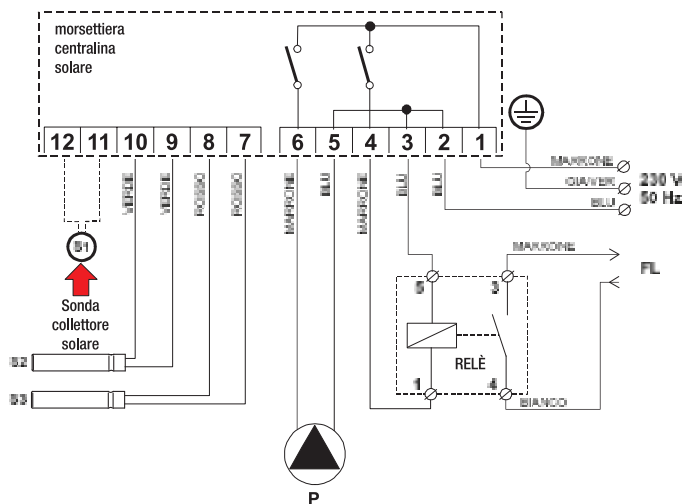 morsettiera
centralina
solare
12 11 10 9 8 7 6 5 4 3 2 1
VERDE
VERDE
ROSSO
ROSSO
MARRONE
BLU
MARRONE
BLU
BLU
MARRONE
GIA/VER
BLU
230 V
50 Hz
S1
Sonda
collettore
solare
S2
S3
MARRONE
FL
5 3
RELÈ
1 4
BIANCO
P